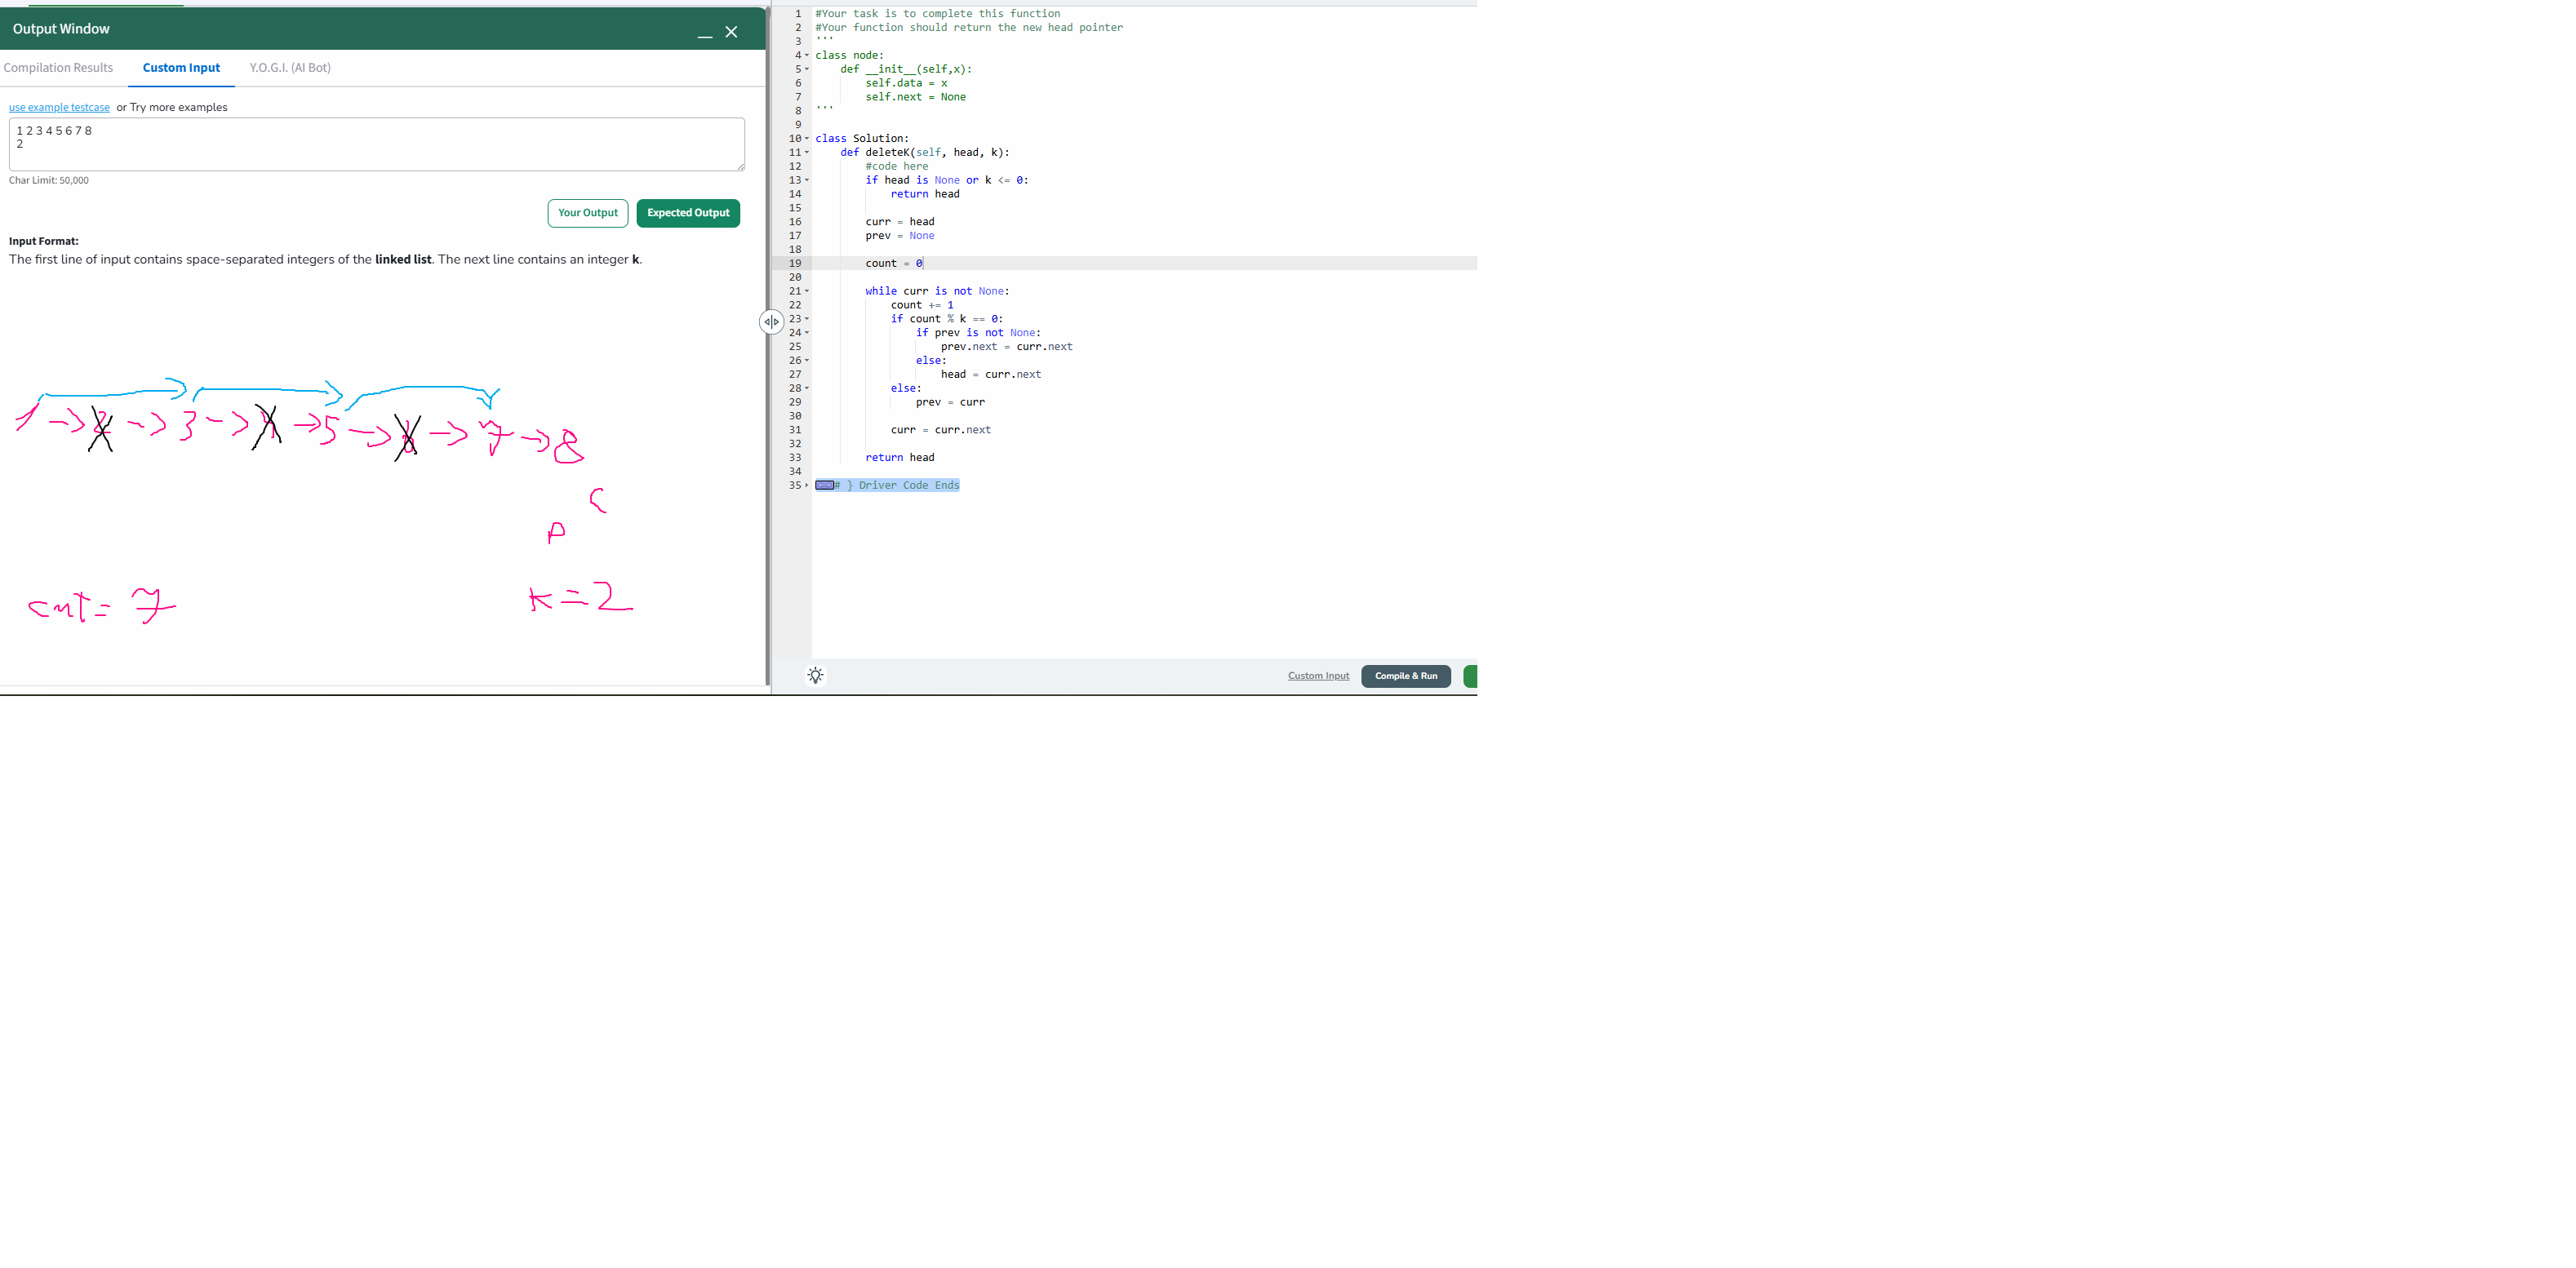 Output Window
Compilation Results Custom Input Y.O.G.I. (AI Bot)
use example testcase or Try more examples
1 2 3 4 5 6 7 8
2
Char Limit: 50,000
Your Output Expected Output
Input Format:
The first line of input contains space-separated integers of the linked list. The next line contains an integer k.
1 -> 2 -> 3 -> 4 -> 5 -> 6 -> 7 -> 8
C
P
cnt = 7 k = 2
1 #Your task is to complete this function
2 #Your function should return the new head pointer
3 '''
4 class node:
5     def __init__(self,x):
6         self.data = x
7         self.next = None
8 '''
9
10 class Solution:
11     def deleteK(self, head, k):
12         #code here
13         if head is None or k <= 0:
14             return head
15
16         curr = head
17         prev = None
18
19         count = 0
20
21         while curr is not None:
22             count += 1
23             if count % k == 0:
24                 if prev is not None:
25                     prev.next = curr.next
26                 else:
27                     head = curr.next
28             else:
29                 prev = curr
30
31             curr = curr.next
32
33         return head
34
35 # } Driver Code Ends
Custom Input Compile & Run